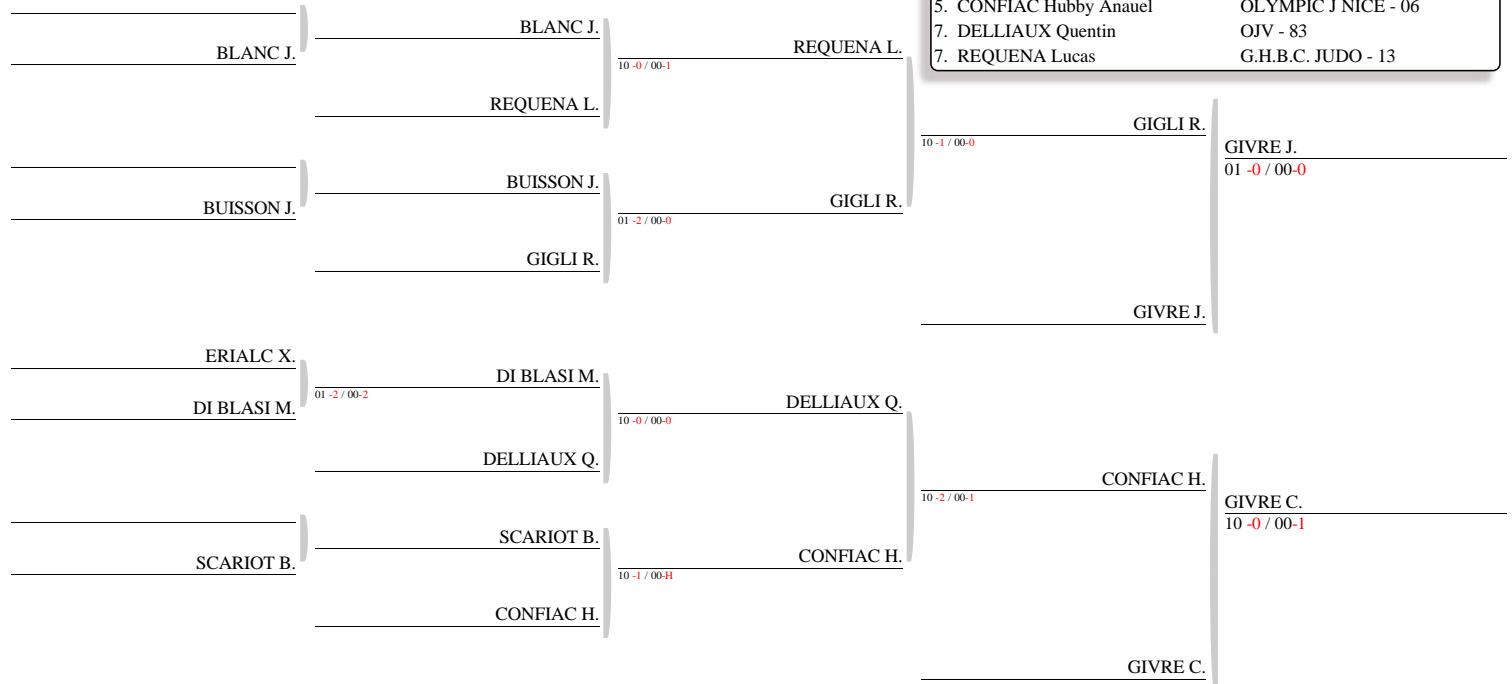 5. CONFIAC Hubby Anauel OLYMPIC J NICE - 06
7. DELLIAUX Quentin OJV - 83
7. REQUENA Lucas G.H.B.C. JUDO - 13
BLANC J.
BUISSON J.
ERIALC X.
DI BLASI M.
SCARIOT B.
BLANC J.
REQUENA L.
BUISSON J.
GIGLI R.
DI BLASI M.
01 -2 / 00-2
DELLIAUX Q.
SCARIOT B.
CONFIAC H.
REQUENA L.
10 -0 / 00-1
GIGLI R.
01 -2 / 00-0
DELLIAUX Q.
10 -0 / 00-0
CONFIAC H.
10 -1 / 00-H
GIGLI R.
10 -1 / 00-0
GIVRE J.
CONFIAC H.
10 -2 / 00-1
GIVRE C.
GIVRE J.
01 -0 / 00-0
GIVRE C.
10 -0 / 00-1